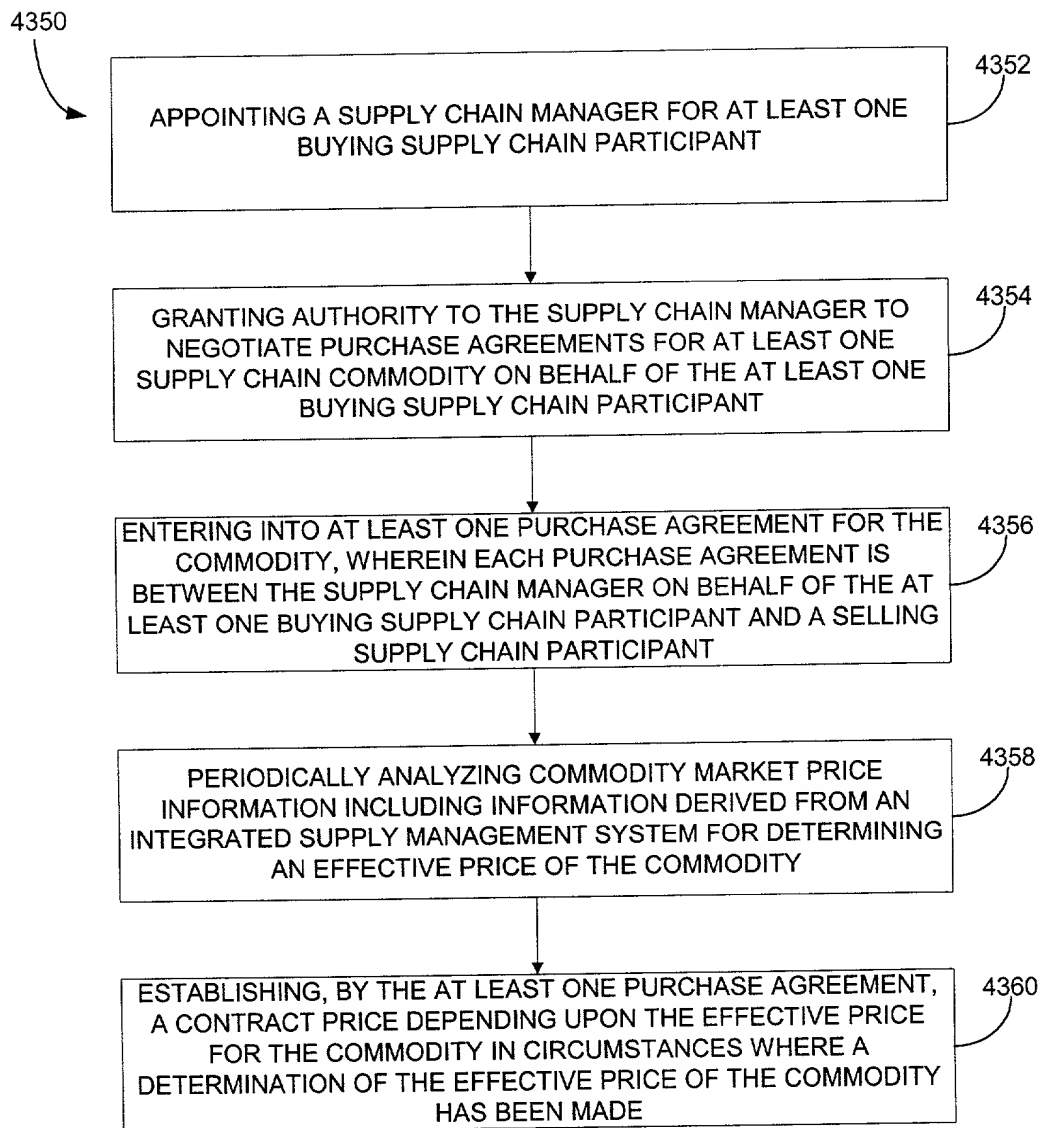 4350
4352
APPOINTING A SUPPLY CHAIN MANAGER FOR AT LEAST ONE
BUYING SUPPLY CHAIN PARTICIPANT
4354
GRANTING AUTHORITY TO THE SUPPLY CHAIN MANAGER TO
NEGOTIATE PURCHASE AGREEMENTS FOR AT LEAST ONE
SUPPLY CHAIN COMMODITY ON BEHALF OF THE AT LEAST ONE
BUYING SUPPLY CHAIN PARTICIPANT
4356
ENTERING INTO AT LEAST ONE PURCHASE AGREEMENT FOR THE
COMMODITY, WHEREIN EACH PURCHASE AGREEMENT IS
BETWEEN THE SUPPLY CHAIN MANAGER ON BEHALF OF THE AT
LEAST ONE BUYING SUPPLY CHAIN PARTICIPANT AND A SELLING
SUPPLY CHAIN PARTICIPANT
4358
PERIODICALLY ANALYZING COMMODITY MARKET PRICE
INFORMATION INCLUDING INFORMATION DERIVED FROM AN
INTEGRATED SUPPLY MANAGEMENT SYSTEM FOR DETERMINING
AN EFFECTIVE PRICE OF THE COMMODITY
4360
ESTABLISHING, BY THE AT LEAST ONE PURCHASE AGREEMENT,
A CONTRACT PRICE DEPENDING UPON THE EFFECTIVE PRICE
FOR THE COMMODITY IN CIRCUMSTANCES WHERE A
DETERMINATION OF THE EFFECTIVE PRICE OF THE COMMODITY
HAS BEEN MADE